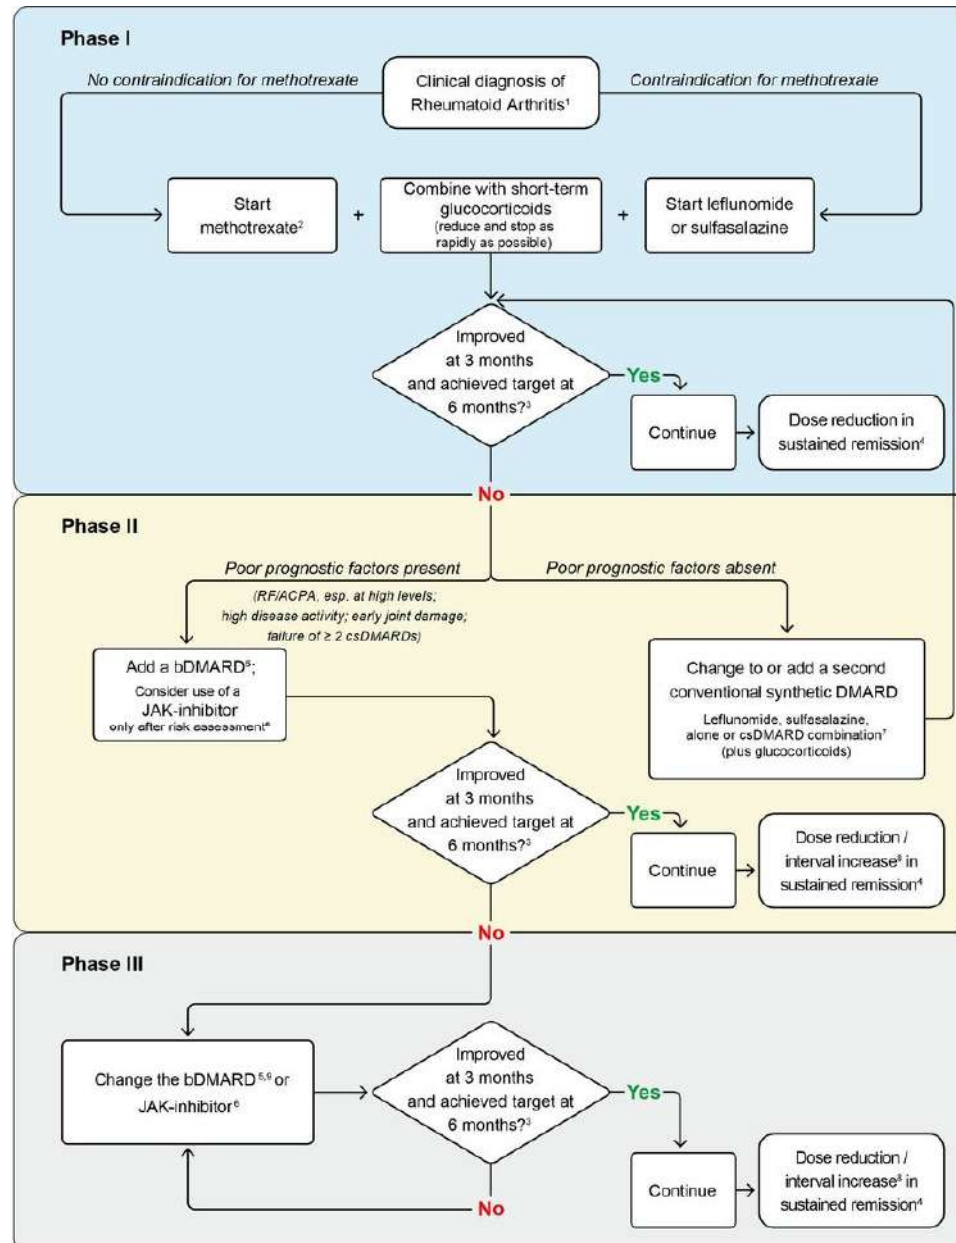 Phase I
No contraindication for methotrexate
Clinical diagnosis of
Rheumatoid Arthritis¹
Contraindication for methotrexate
Start
methotrexate²
+
Combine with short-term
glucocorticoids
(reduce and stop as
rapidly as possible)
+
Start leflunomide
or sulfasalazine
Improved
at 3 months
and achieved target at
6 months?³
Yes
Continue
Dose reduction in
sustained remission⁴
No
Phase II
Poor prognostic factors present
(RF/ACPA, esp. at high levels;
high disease activity; early joint damage;
failure of ≥ 2 csDMARDs)
Poor prognostic factors absent
Add a bDMARD⁵;
Consider use of a
JAK-inhibitor
only after risk assessment⁶
Change to or add a second
conventional synthetic DMARD
Leflunomide, sulfasalazine,
alone or csDMARD combination⁷
(plus glucocorticoids)
Improved
at 3 months
and achieved target at
6 months?³
Yes
Continue
Dose reduction /
interval increase⁸ in
sustained remission⁴
No
Phase III
Change the bDMARD⁵,⁹ or
JAK-inhibitor⁶
Improved
at 3 months
and achieved target at
6 months?³
Yes
Continue
Dose reduction /
interval increase⁸ in
sustained remission⁴
No